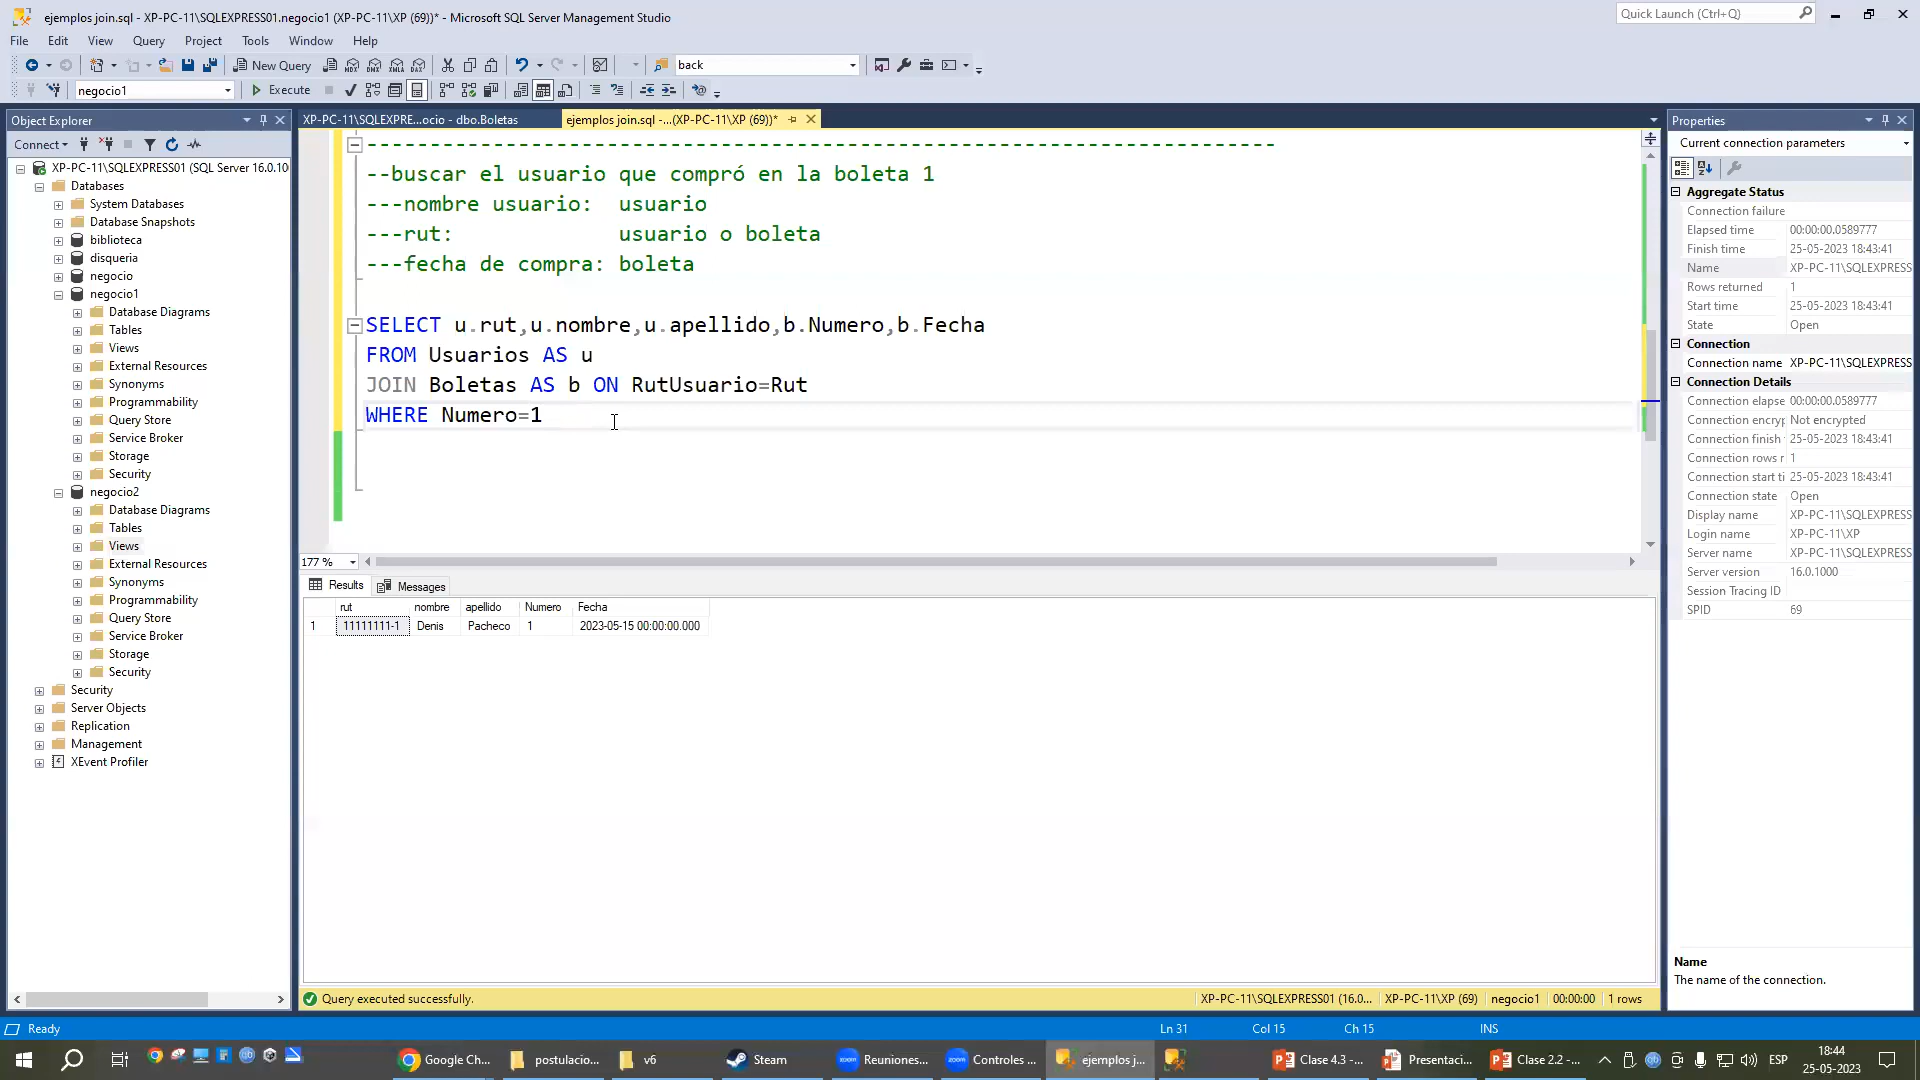 ejemplos join.sql - XP-PC-11\SQLEXPRESS01.negocio1 (XP-PC-11\XP (69))* - Microsoft SQL Server Management Studio
Quick Launch (Ctrl+Q)
File Edit View Query Project Tools Window Help
New Query
back
negocio1
Execute
Object Explorer
Connect
XP-PC-11\SQLEXPRESS01 (SQL Server 16.0.10
Databases
System Databases
Database Snapshots
biblioteca
disqueria
negocio
negocio1
Database Diagrams
Tables
Views
External Resources
Synonyms
Programmability
Query Store
Service Broker
Storage
Security
negocio2
Database Diagrams
Tables
Views
External Resources
Synonyms
Programmability
Query Store
Service Broker
Storage
Security
Security
Server Objects
Replication
Management
XEvent Profiler
XP-PC-11\SQLEXPRE...ocio - dbo.Boletas
ejemplos join.sql -...(XP-PC-11\XP (69))*
------------------------------------------------------------------------
--buscar el usuario que compró en la boleta 1
---nombre usuario: usuario
---rut: usuario o boleta
---fecha de compra: boleta
SELECT u.rut,u.nombre,u.apellido,b.Numero,b.Fecha
FROM Usuarios AS u
JOIN Boletas AS b ON RutUsuario=Rut
WHERE Numero=1
177 %
Results Messages
rut nombre apellido Numero Fecha
1 11111111-1 Denis Pacheco 1 2023-05-15 00:00:00.000
Query executed successfully.
XP-PC-11\SQLEXPRESS01 (16.0... XP-PC-11\XP (69) negocio1 00:00:00 1 rows
Properties
Current connection parameters
Aggregate Status
Connection failure
Elapsed time 00:00:00.0589777
Finish time 25-05-2023 18:43:41
Name XP-PC-11\SQLEXPRESS
Rows returned 1
Start time 25-05-2023 18:43:41
State Open
Connection
Connection name XP-PC-11\SQLEXPRESS
Connection Details
Connection elapse 00:00:00.0589777
Connection encryp Not encrypted
Connection finish 25-05-2023 18:43:41
Connection rows r 1
Connection start ti 25-05-2023 18:43:41
Connection state Open
Display name XP-PC-11\SQLEXPRESS
Login name XP-PC-11\XP
Server name XP-PC-11\SQLEXPRESS
Server version 16.0.1000
Session Tracing ID
SPID 69
Name
The name of the connection.
Ready
Ln 31 Col 15 Ch 15 INS
Google Ch... postulacio... v6 Steam Reuniones... Controles ... ejemplos j... Clase 4.3 -... Presentaci... Clase 2.2 -...
ESP
18:44
25-05-2023